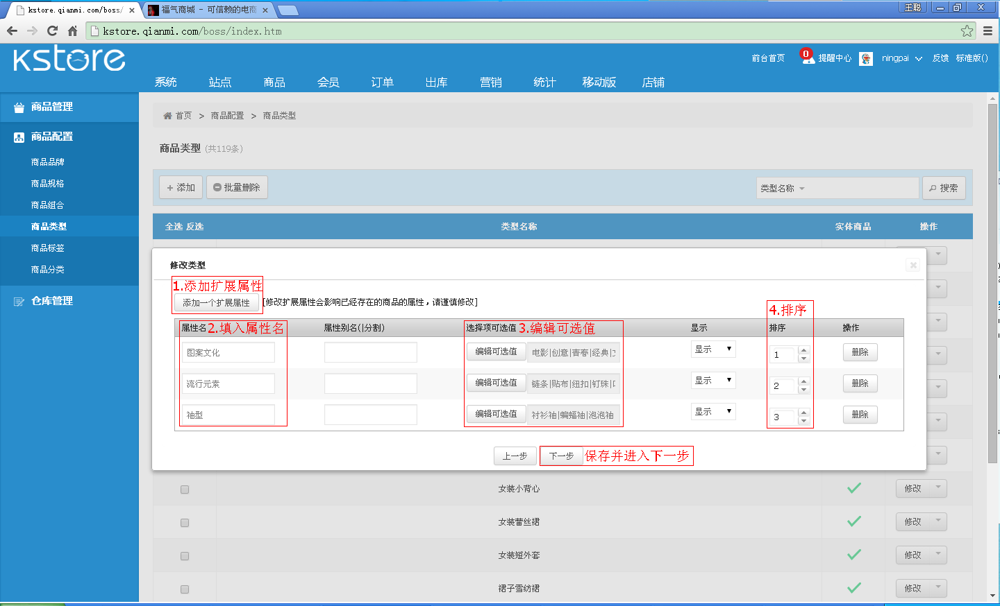 kstore.qianmi.com/boss/
福气商城 - 可信赖的电商
王聪
kstore.qianmi.com/boss/index.htm
kstore
前台首页
0
提醒中心
ningpai
反馈
标准版()
系统 站点 商品 会员 订单 出库 营销 统计 移动版 店铺
商品管理
商品配置
商品品牌
商品规格
商品组合
商品类型
商品标签
商品分类
仓库管理
首页 > 商品配置 > 商品类型
商品类型 (共119条)
+ 添加
批量删除
类型名称
搜索
全选 反选 类型名称 实体商品 操作
修改类型
1.添加扩展属性
添加一个扩展属性 [修改扩展属性会影响已经存在的商品的属性，请谨慎修改]
4.排序
属性名 2.填入属性名 属性别名(|分割) 选择项可选值 3.编辑可选值 显示 排序 操作
图案文化 编辑可选值 电影|创意|青春|经典| 显示 1 删除
流行元素 编辑可选值 链条|贴布|纽扣|钉珠| 显示 2 删除
袖型 编辑可选值 衬衫袖|蝙蝠袖|泡泡袖 显示 3 删除
上一步 下一步 保存并进入下一步
女装小背心 修改
女装蕾丝裙 修改
女装短外套 修改
裙子雪纺裙 修改